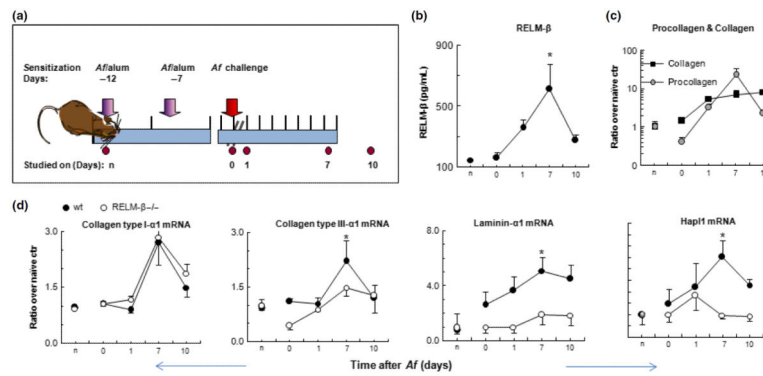 (a)
Sensitization Af/alum Af/alum Af challenge
Days: –12 –7
Studied on (Days): n 0 1 7 10
(b)
RELM-β
RELM-β (pg/mL)
900
500
100
*
n 0 1 7 10
(c)
Procollagen & Collagen
Ratio over naïve ctr
100
10
1
0
Collagen
Procollagen
n 0 1 7 1
(d)
wt RELM-β–/–
Collagen type I-α1 mRNA
Ratio over naïve ctr
3.0
1.5
0.0
n 0 1 7 10
Collagen type III-α1 mRNA
3.0
1.5
0.0
*
n 0 1 7 10
Laminin-α1 mRNA
8.0
4.0
0.0
*
n 0 1 7 10
Hapl1 mRNA
*
n 0 1 7 10
Time after Af (days)